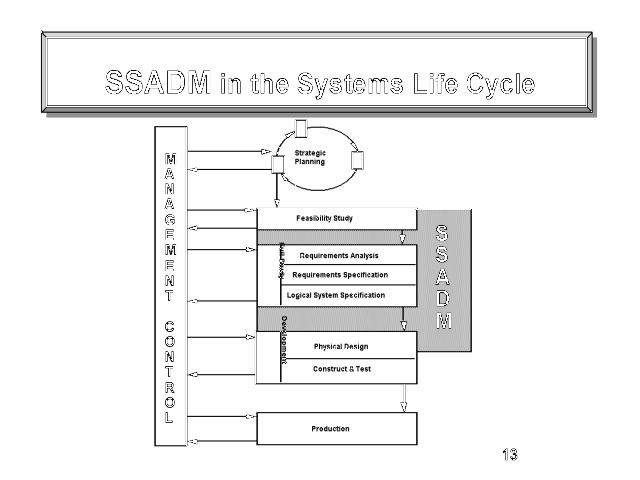 SSADM in the Systems Life Cycle
MANAGEMENT CONTROL
Strategic
Planning
Feasibility Study
Requirements Analysis
Requirements Specification
Logical System Specification
SSADM
Development
Physical Design
Construct & Test
Production
13